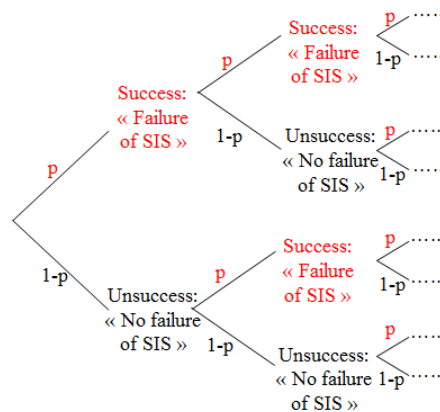 Success:
« Failure
of SIS »
p
.....
1-p
.....
p
Success:
« Failure
of SIS »
1-p
Unsuccess:
« No failure
of SIS »
p
.....
1-p
.....
p
1-p
Unsuccess:
« No failure
of SIS »
p
Success:
« Failure
of SIS »
p
.....
1-p
.....
1-p
Unsuccess:
« No failure
of SIS »
p
.....
1-p
.....